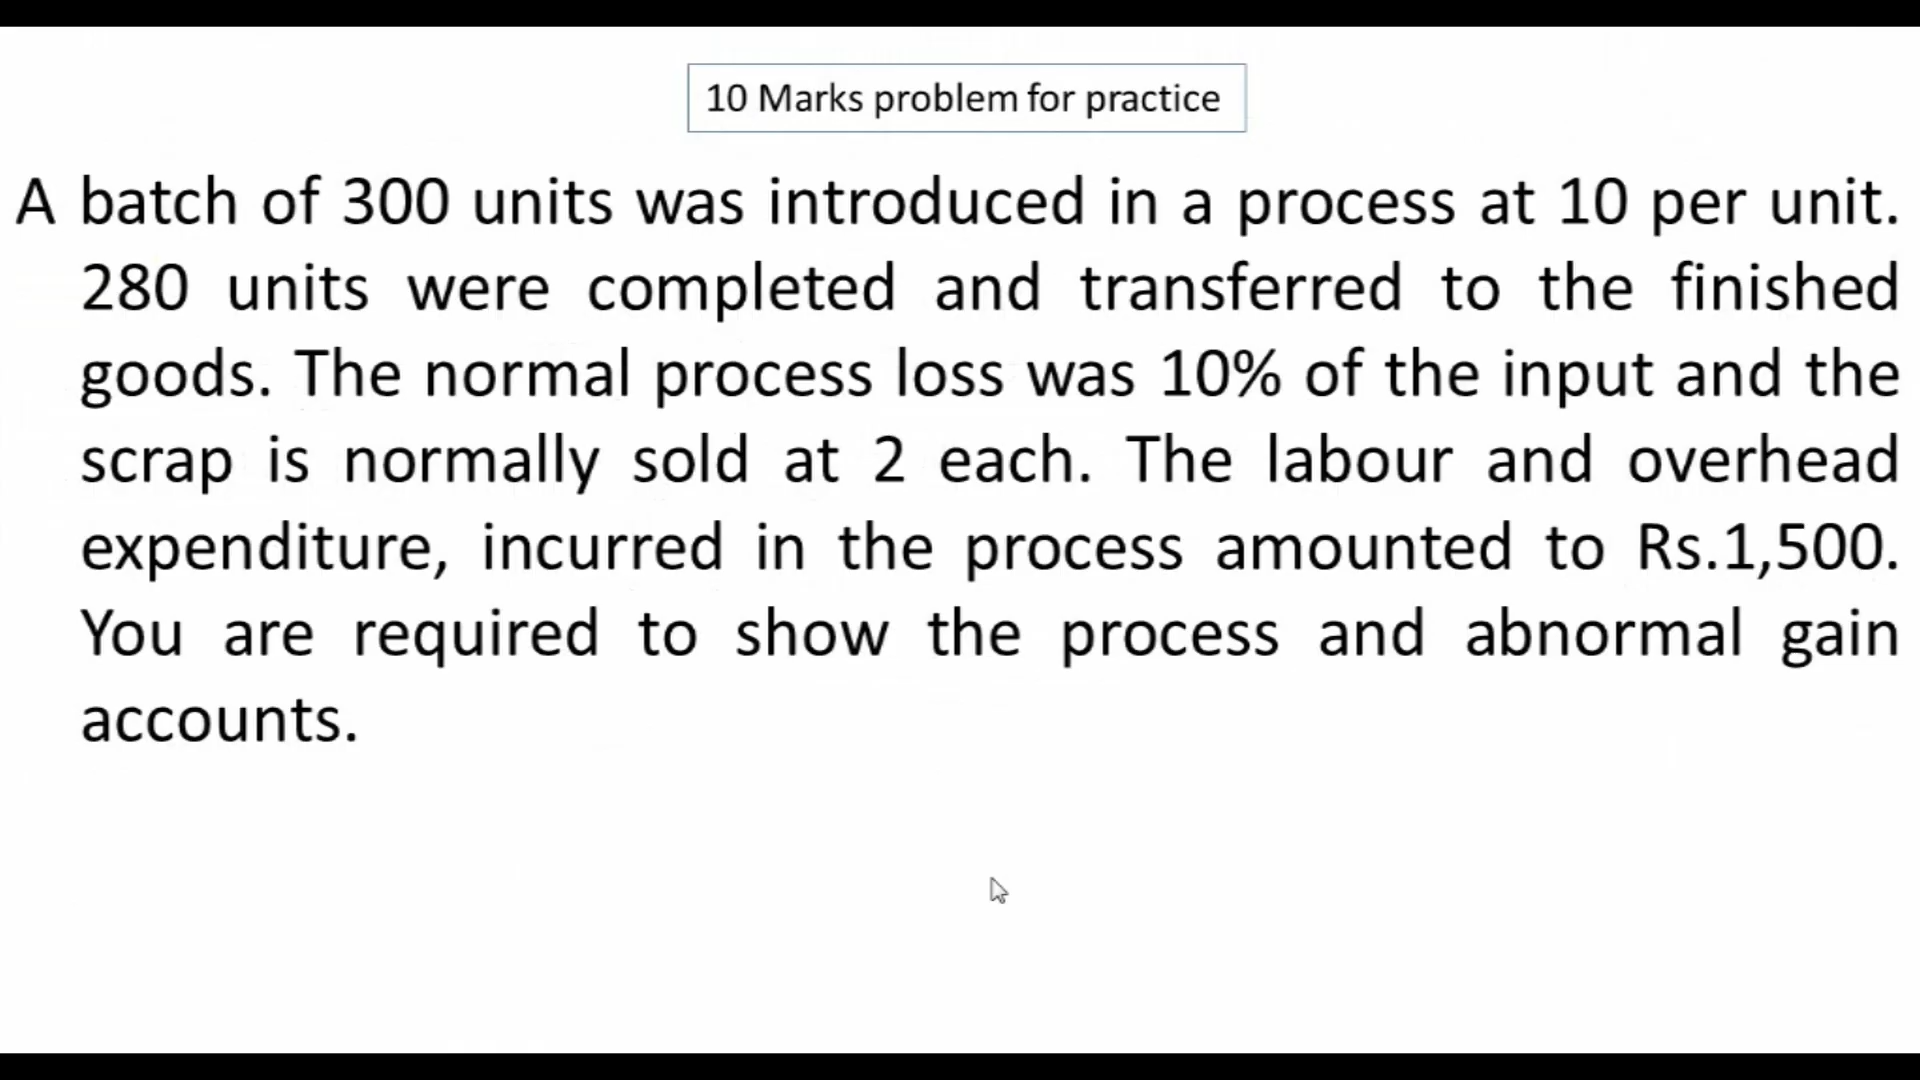 10 Marks problem for practice
A batch of 300 units was introduced in a process at 10 per unit.
280 units were completed and transferred to the finished
goods. The normal process loss was 10% of the input and the
scrap is normally sold at 2 each. The labour and overhead
expenditure, incurred in the process amounted to Rs.1,500.
You are required to show the process and abnormal gain
accounts.